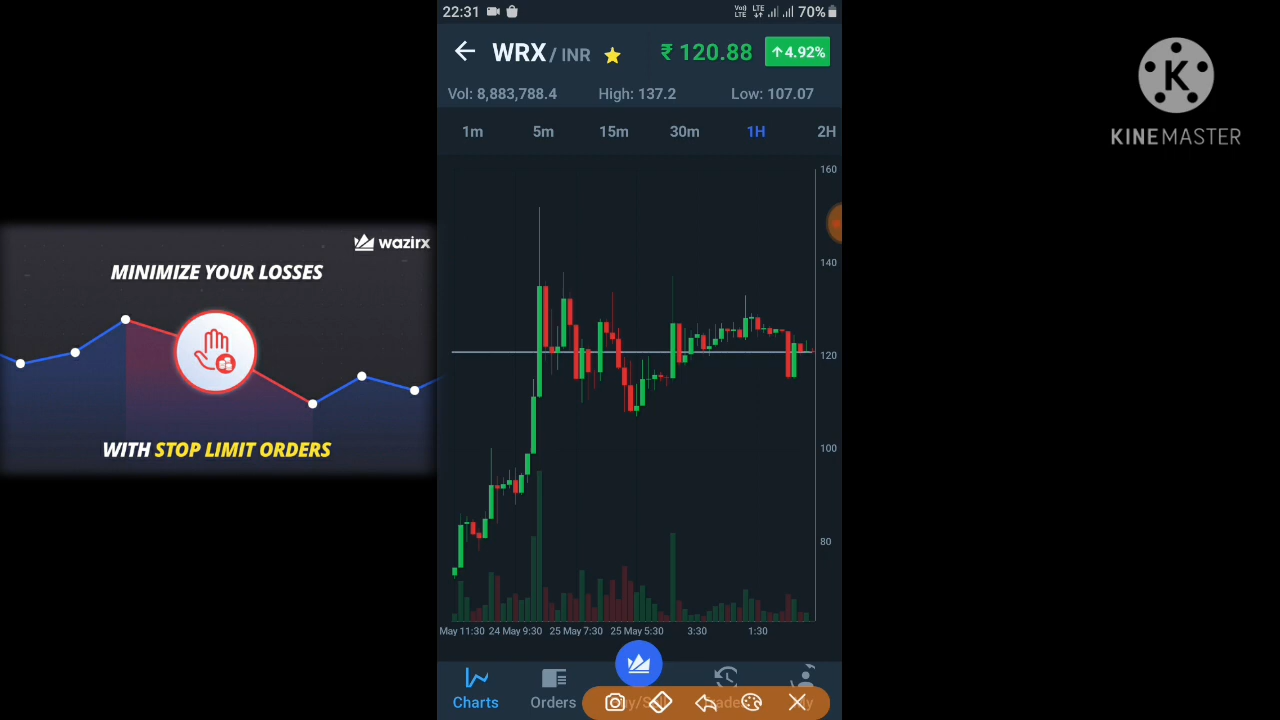 22:31 70%
WRX / INR ₹ 120.88 ↑4.92%
Vol: 8,883,788.4 High: 137.2 Low: 107.07
1m 5m 15m 30m 1H 2H
160
140
120
100
80
May 11:30 24 May 9:30 25 May 7:30 25 May 5:30 3:30 1:30
Charts Orders
wazirx
MINIMIZE YOUR LOSSES
WITH STOP LIMIT ORDERS
K
KINEMASTER